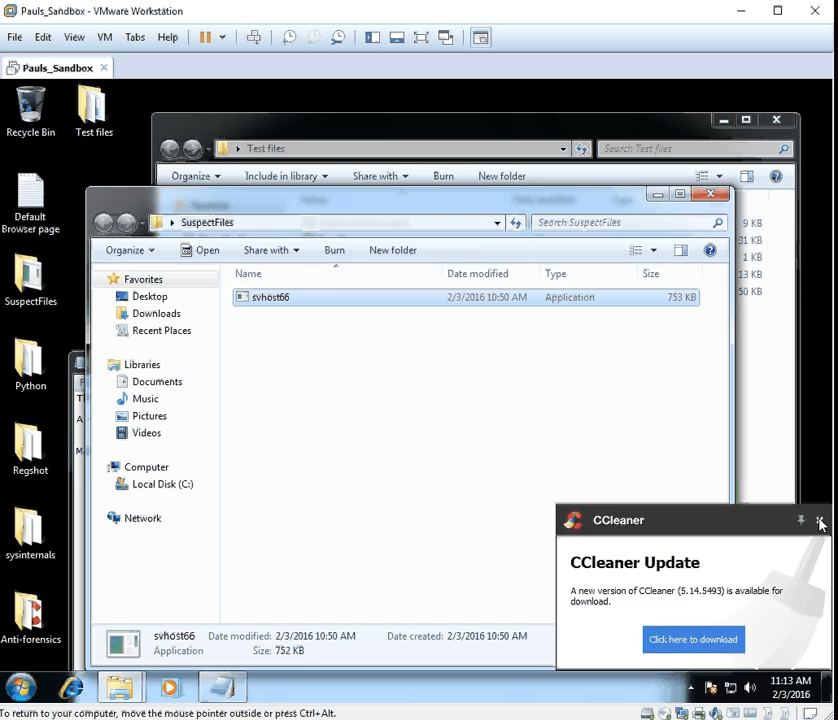 Pauls_Sandbox - VMware Workstation
File Edit View VM Tabs Help
Pauls_Sandbox
Recycle Bin
Test files
Default
Browser page
SuspectFiles
Python
Regshot
sysinternals
Anti-forensics
Test files
Search Test files
Organize Include in library Share with Burn New folder
9 KB
31 KB
1 KB
13 KB
50 KB
SuspectFiles
Search SuspectFiles
Organize Open Share with Burn New folder
Name Date modified Type Size
svhost66 2/3/2016 10:50 AM Application 753 KB
Favorites
Desktop
Downloads
Recent Places
Libraries
Documents
Music
Pictures
Videos
Computer
Local Disk (C:)
Network
svhost66 Date modified: 2/3/2016 10:50 AM Date created: 2/3/2016 10:50 AM
Application Size: 752 KB
CCleaner
CCleaner Update
A new version of CCleaner (5.14.5493) is available for
download.
Click here to download
11:13 AM
2/3/2016
To return to your computer, move the mouse pointer outside or press Ctrl+Alt.